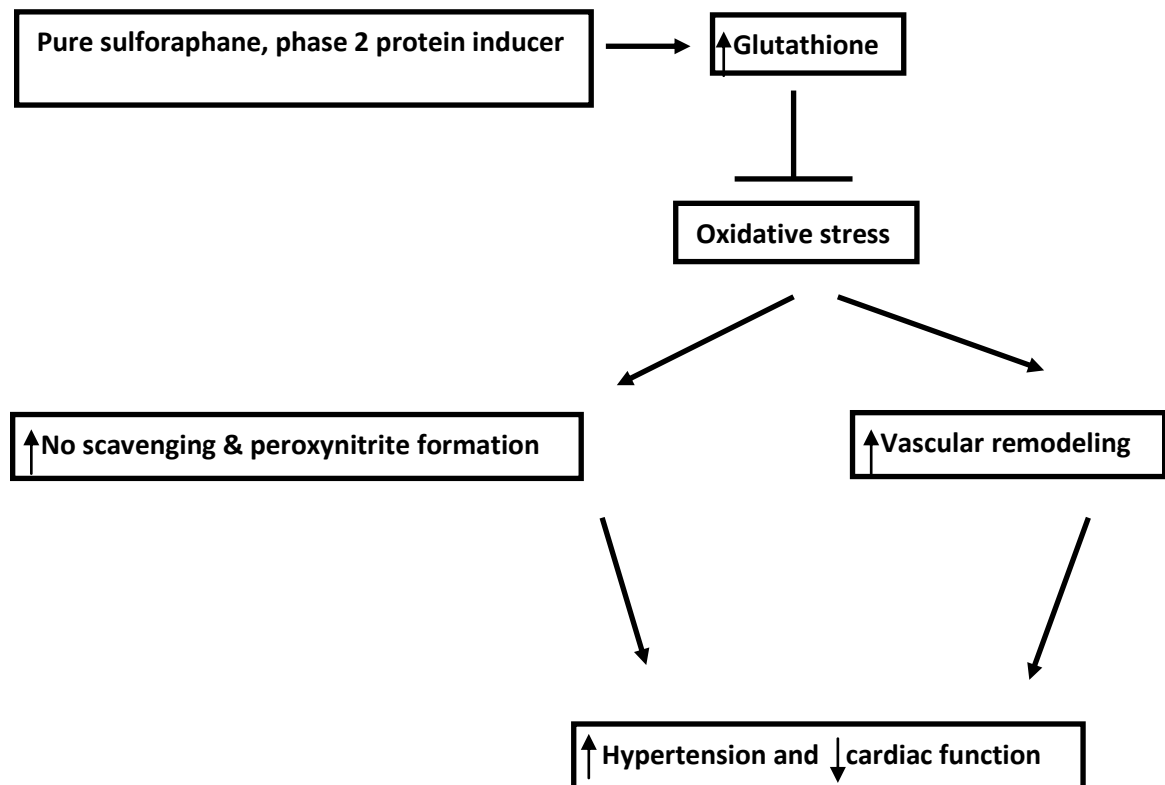 Pure sulforaphane, phase 2 protein inducer
Glutathione
Oxidative stress
No scavenging & peroxynitrite formation
Vascular remodeling
Hypertension and cardiac function